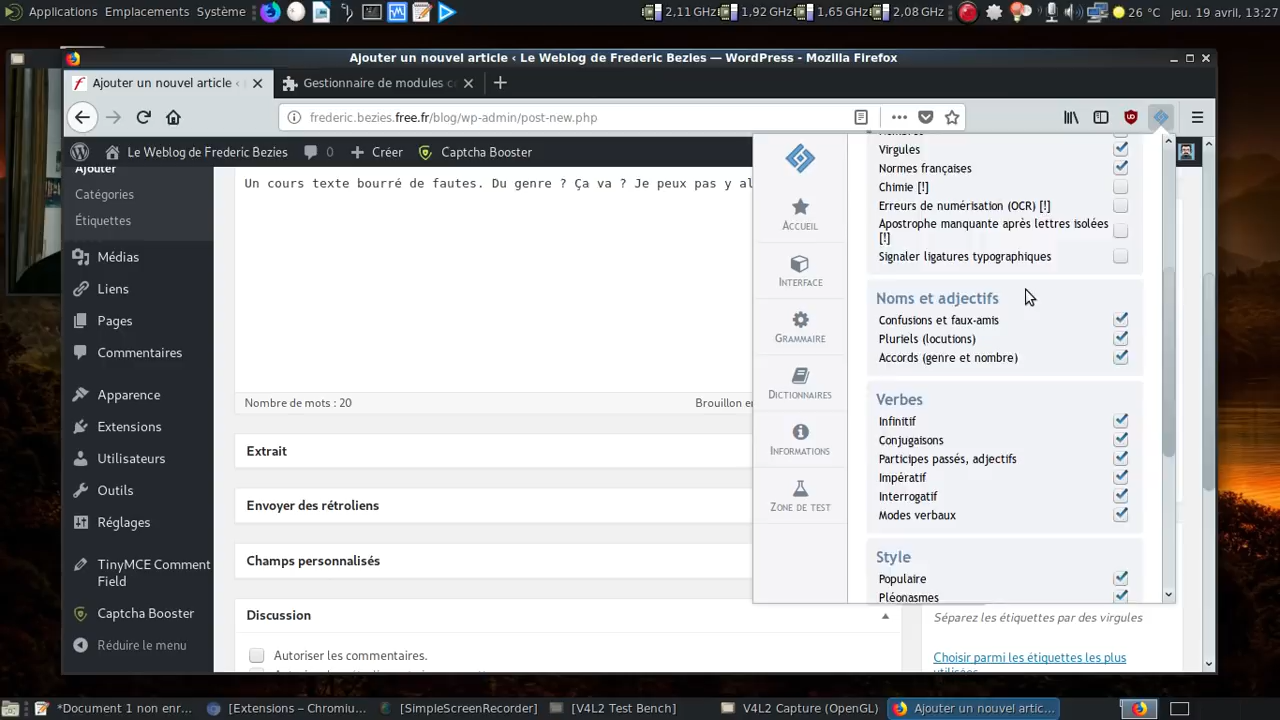 Applications Emplacements Système
2,11 GHz 1,92 GHz 1,65 GHz 2,08 GHz 26 °C jeu. 19 avril, 13:27
Ajouter un nouvel article ‹ Le Weblog de Frederic Bezies — WordPress - Mozilla Firefox
Ajouter un nouvel article ‹
Gestionnaire de modules c
frederic.bezies.free.fr/blog/wp-admin/post-new.php
Le Weblog de Frederic Bezies 0 Créer Captcha Booster
Ajouter
Catégories
Étiquettes
Médias
Liens
Pages
Commentaires
Apparence
Extensions
Utilisateurs
Outils
Réglages
TinyMCE Comment
Field
Captcha Booster
Réduire le menu
Un cours texte bourré de fautes. Du genre ? Ça va ? Je peux pas y al
Nombre de mots : 20
Brouillon en
Extrait
Envoyer des rétroliens
Champs personnalisés
Discussion
Autoriser les commentaires.
ACCUEIL
INTERFACE
GRAMMAIRE
DICTIONNAIRES
INFORMATIONS
ZONE DE TEST
Virgules
Normes françaises
Chimie [!]
Erreurs de numérisation (OCR) [!]
Apostrophe manquante après lettres isolées
[!]
Signaler ligatures typographiques
Noms et adjectifs
Confusions et faux-amis
Pluriels (locutions)
Accords (genre et nombre)
Verbes
Infinitif
Conjugaisons
Participes passés, adjectifs
Impératif
Interrogatif
Modes verbaux
Style
Populaire
Pléonasmes
Séparez les étiquettes par des virgules
Choisir parmi les étiquettes les plus
utilisées
*Document 1 non enr... [Extensions – Chromiu... [SimpleScreenRecorder] [V4L2 Test Bench] V4L2 Capture (OpenGL) Ajouter un nouvel artic...